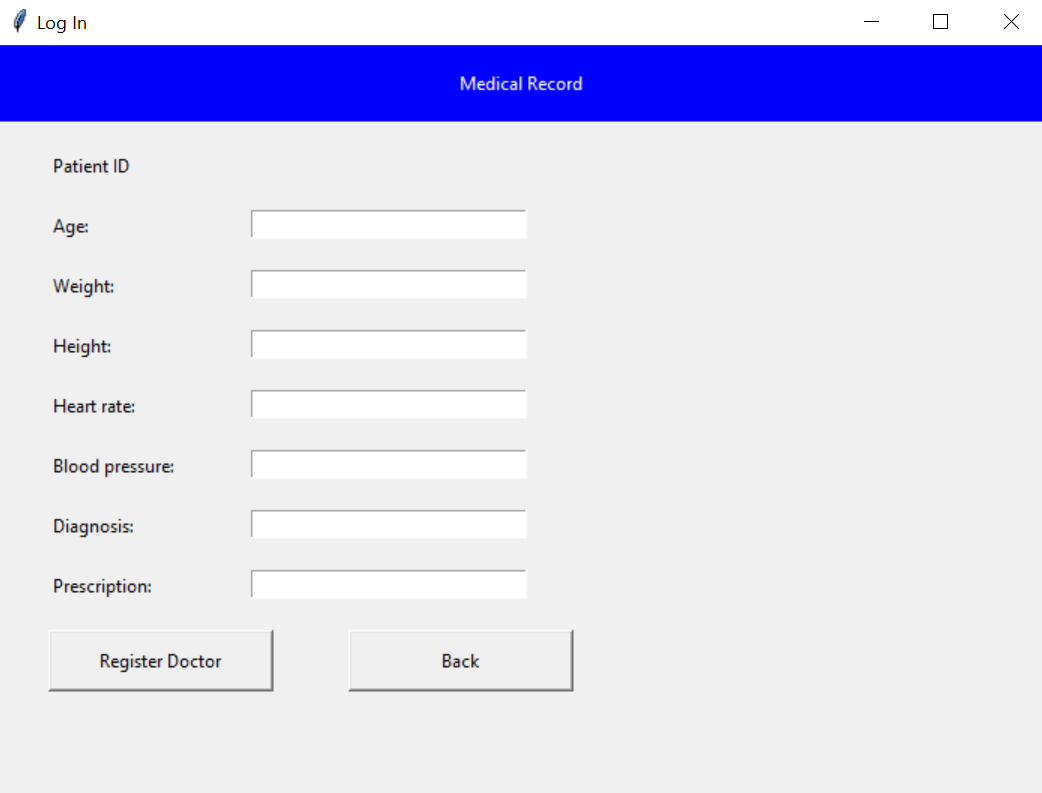 Log In
Medical Record
Patient ID
Age:
Weight:
Height:
Heart rate:
Blood pressure:
Diagnosis:
Prescription:
Register Doctor Back